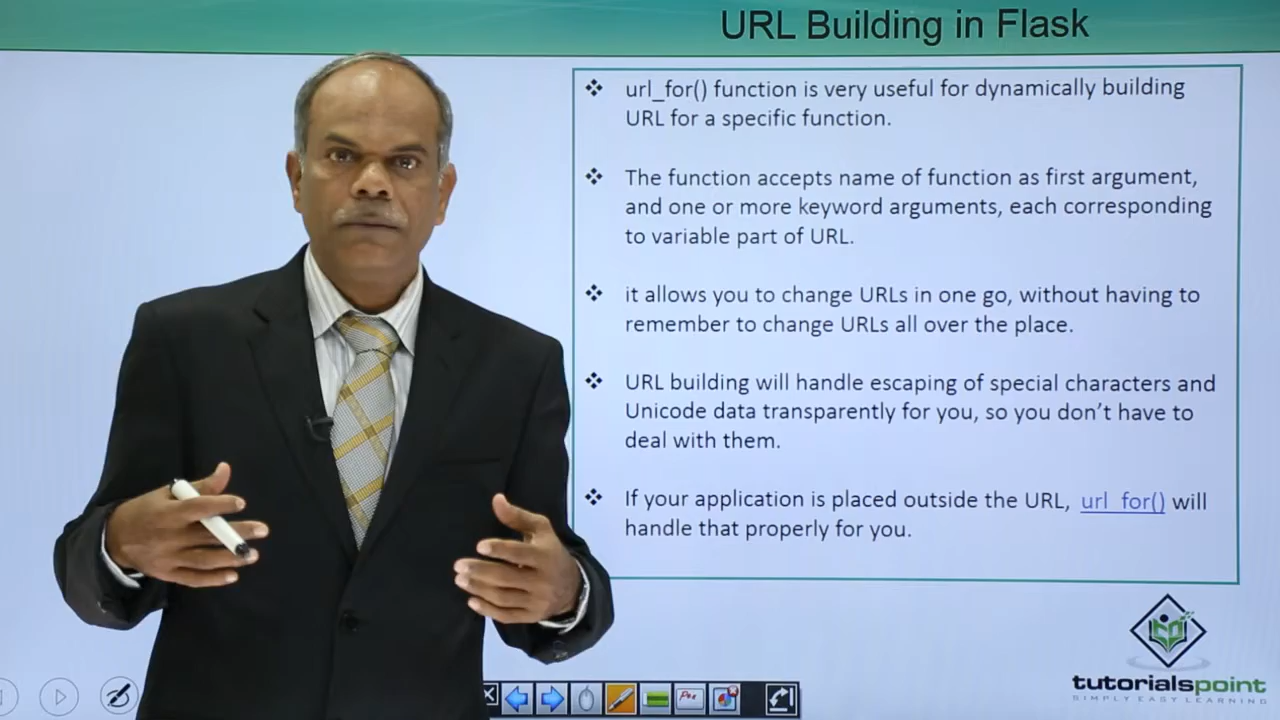 URL Building in Flask
❖ url_for() function is very useful for dynamically building
URL for a specific function.
❖ The function accepts name of function as first argument,
and one or more keyword arguments, each corresponding
to variable part of URL.
❖ it allows you to change URLs in one go, without having to
remember to change URLs all over the place.
❖ URL building will handle escaping of special characters and
Unicode data transparently for you, so you don’t have to
deal with them.
❖ If your application is placed outside the URL, url_for() will
handle that properly for you.
tutorialspoint
SIMPLY EASY LEARNING